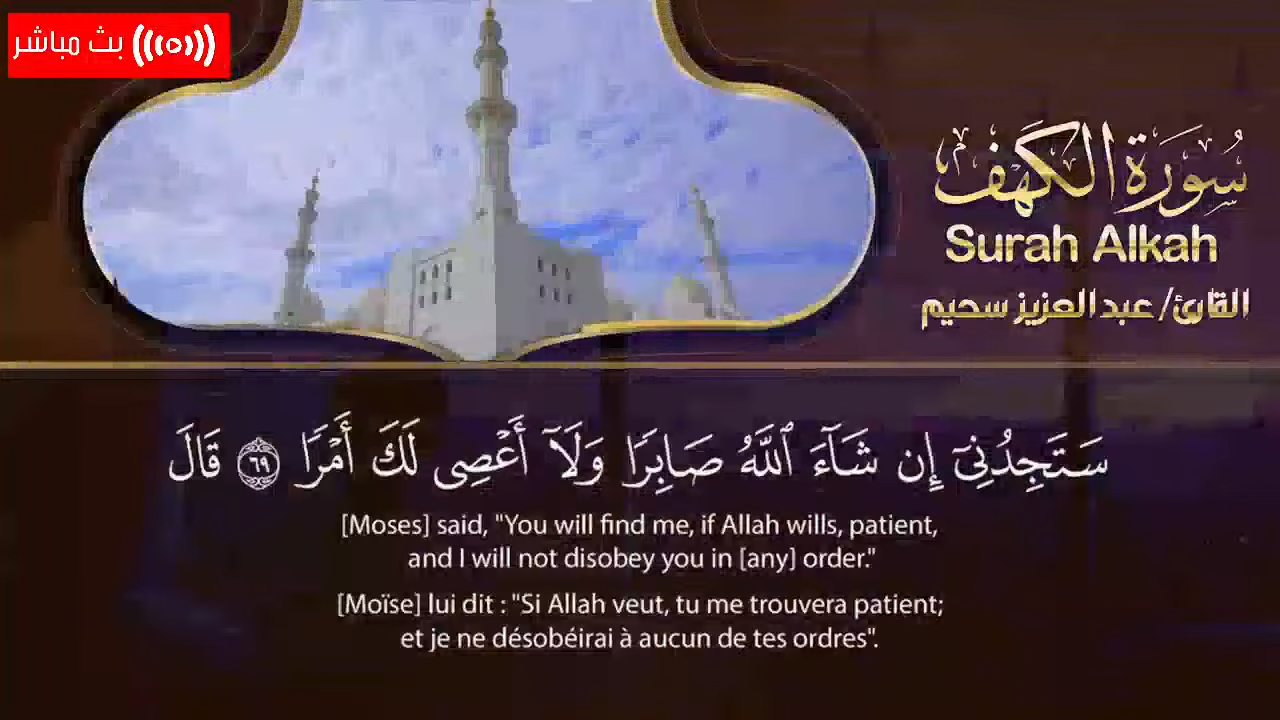 بث مباشر
سُورَةُ الكَهْف
Surah Alkah
القارئ/ عبد العزيز سحيم
سَتَجِدُنِىٓ إِن شَآءَ ٱللَّهُ صَابِرًا وَلَآ أَعْصِى لَكَ أَمْرًا ٦٩ قَالَ
[Moses] said, "You will find me, if Allah wills, patient,
and I will not disobey you in [any] order."
[Moïse] lui dit : "Si Allah veut, tu me trouvera patient;
et je ne désobéirai à aucun de tes ordres".